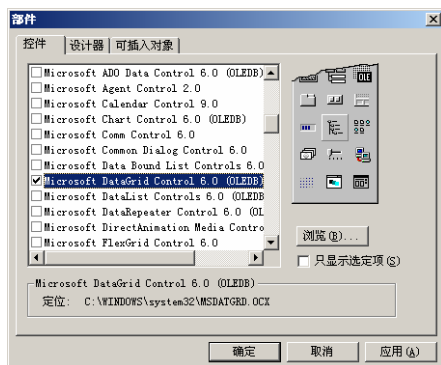 部件
控件 设计器 可插入对象
Microsoft ADO Data Control 6.0 (OLEDB)
Microsoft Agent Control 2.0
Microsoft Calendar Control 9.0
Microsoft Chart Control 6.0 (OLEDB)
Microsoft Comm Control 6.0
Microsoft Common Dialog Control 6.0
Microsoft Data Bound List Controls 6.0
Microsoft DataGrid Control 6.0 (OLEDB)
Microsoft DataList Controls 6.0 (OLEDB
Microsoft DataRepeater Control 6.0 (OL
Microsoft DirectAnimation Media Contro
Microsoft FlexGrid Control 6.0
浏览(B)...
只显示选定项(S)
Microsoft DataGrid Control 6.0 (OLEDB)
定位: C:\WINDOWS\system32\MSDATGRD.OCX
确定 取消 应用(A)